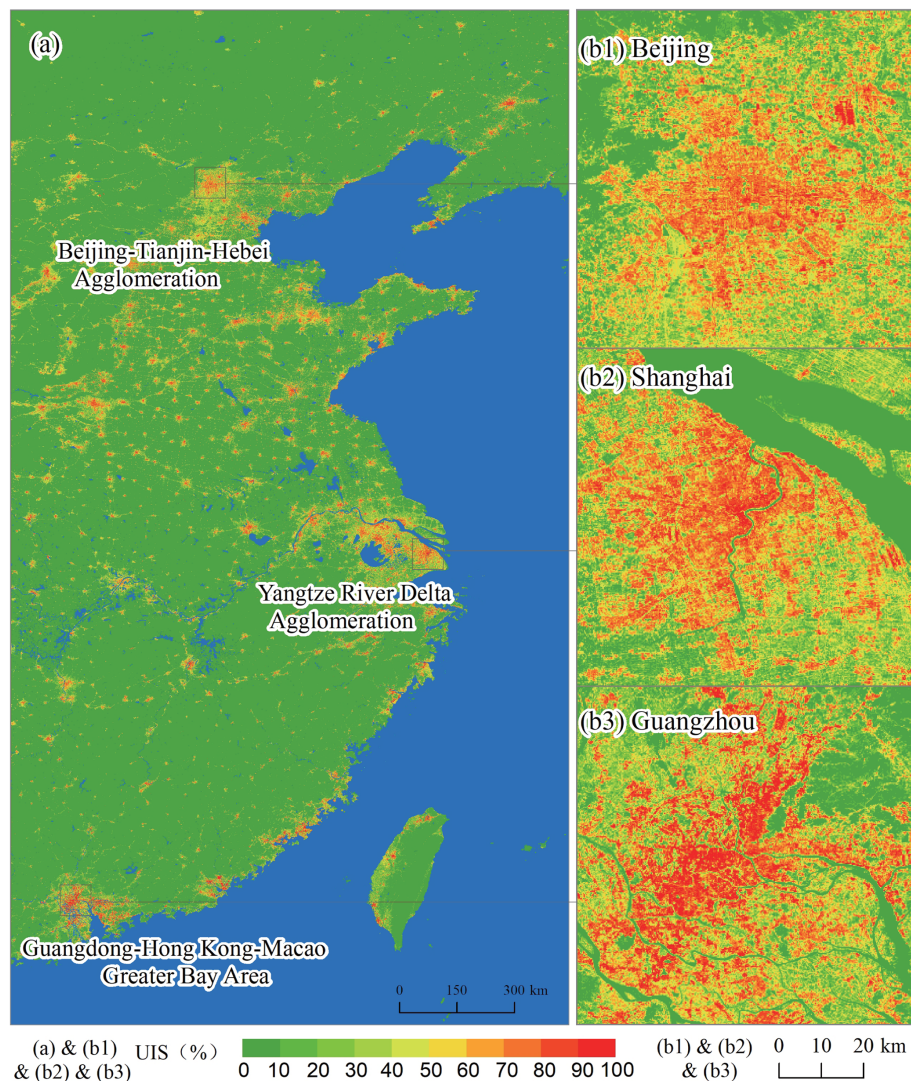 (a)
(b1) Beijing
Beijing-Tianjin-Hebei
Agglomeration
(b2) Shanghai
Yangtze River Delta
Agglomeration
(b3) Guangzhou
Guangdong-Hong Kong-Macao
Greater Bay Area
0 150 300 km
(a) & (b1)
& (b2) & (b3)
UIS（%）
0 10 20 30 40 50 60 70 80 90 100
(b1) & (b2)
& (b3)
0 10 20 km